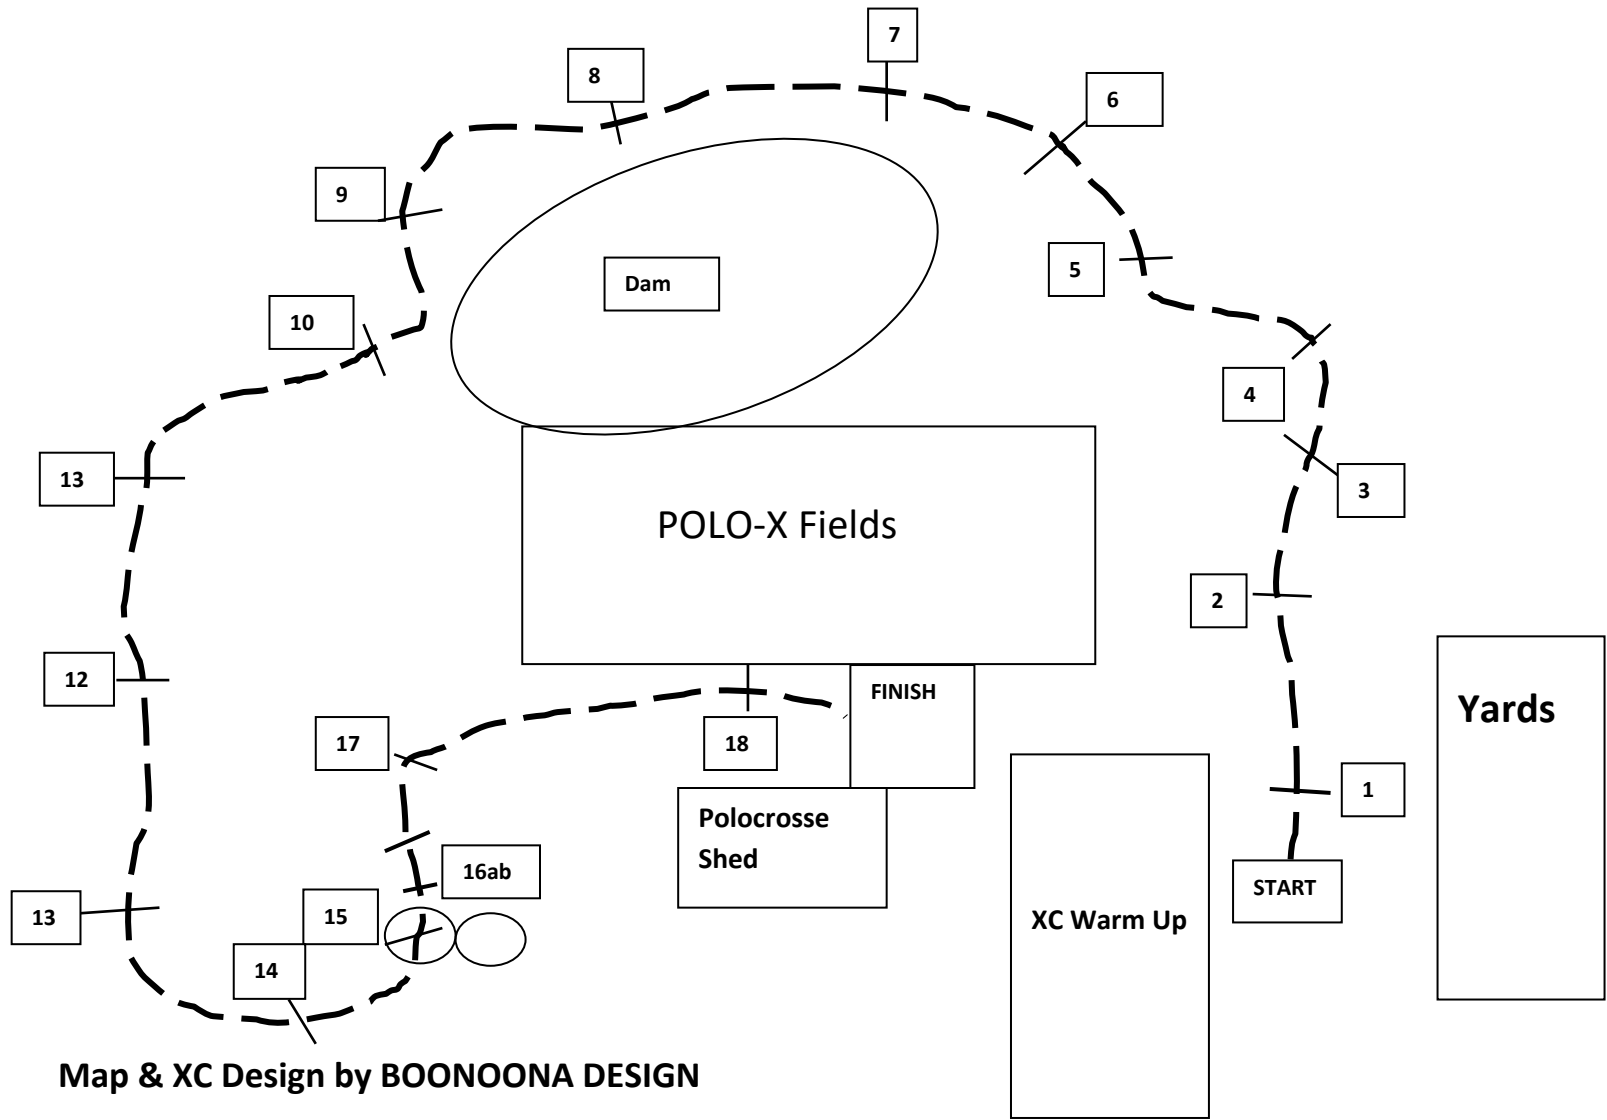 7
8
6
9
5
Dam
10
4
13
3
POLO-X Fields
2
12
FINISH
Yards
17
18
1
Polocrosse
Shed
16ab
START
15
13
XC Warm Up
14
Map & XC Design by BOONOONA DESIGN